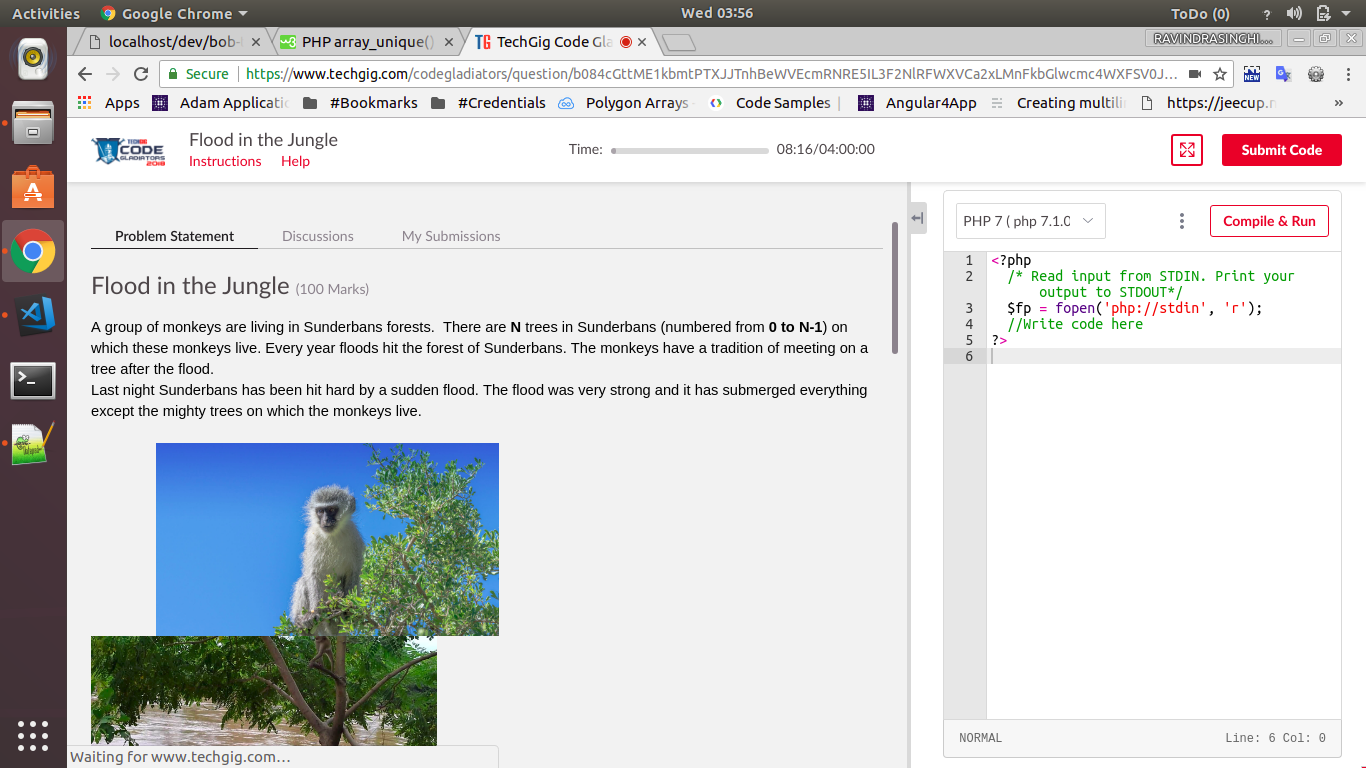 Activities
Google Chrome
Wed 03:56
ToDo (0)
?
localhost/dev/bob-
PHP array_unique()
TechGig Code Gla
RAVINDRASINGHI...
Secure
https://www.techgig.com/codegladiators/question/
Apps
Adam Applicatio
#Bookmarks
#Credentials
Polygon Arrays
Code Samples |
Angular4App
Creating multilin
https://jeecup.n
»
TECHGIG
CODE
GLADIATORS 2018
Flood in the Jungle
Instructions
Help
Time:
08:16/04:00:00
Submit Code
Problem Statement
Discussions
My Submissions
Flood in the Jungle (100 Marks)
A group of monkeys are living in Sunderbans forests. There are N trees in Sunderbans (numbered from 0 to N-1) on
which these monkeys live. Every year floods hit the forest of Sunderbans. The monkeys have a tradition of meeting on a
tree after the flood.
Last night Sunderbans has been hit hard by a sudden flood. The flood was very strong and it has submerged everything
except the mighty trees on which the monkeys live.
Waiting for www.techgig.com…
PHP 7 ( php 7.1.0
Compile & Run
1 <?php
2 /* Read input from STDIN. Print your
output to STDOUT*/
3 $fp = fopen('php://stdin', 'r');
4 //Write code here
5 ?>
6
NORMAL
Line: 6 Col: 0